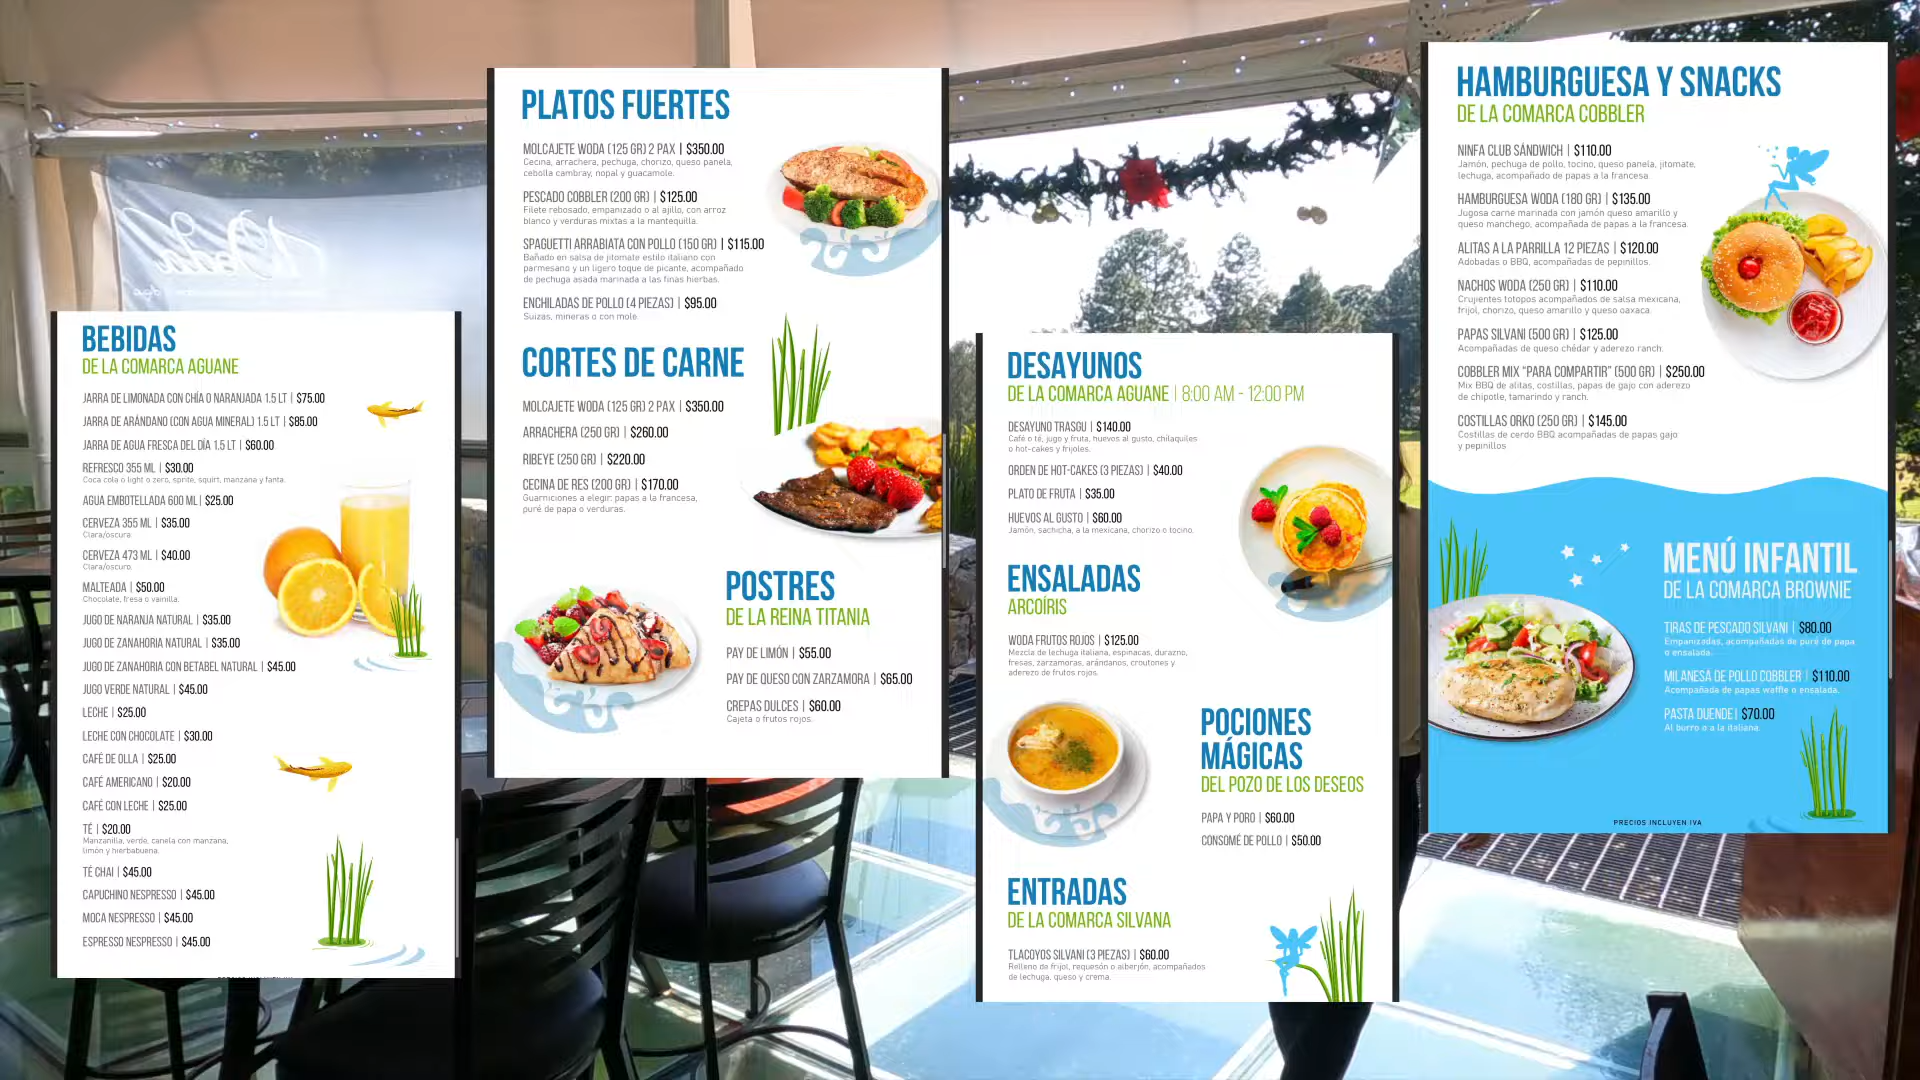 BEBIDAS
DE LA COMARCA AGUANE
JARRA DE LIMONADA CON CHÍA O NARANJADA 1.5 LT | $75.00
JARRA DE ARÁNDANO (CON AGUA MINERAL) 1.5 LT | $85.00
JARRA DE AGUA FRESCA DEL DÍA 1.5 LT | $60.00
REFRESCO 355 ML | $30.00
Coca cola o light o zero, sprite, squirt, manzana y fanta.
AGUA EMBOTELLADA 600 ML | $25.00
CERVEZA 355 ML | $35.00
Clara/oscura.
CERVEZA 473 ML | $40.00
Clara/oscuro.
MALTEADA | $50.00
Chocolate, fresa o vainilla.
JUGO DE NARANJA NATURAL | $35.00
JUGO DE ZANAHORIA NATURAL | $35.00
JUGO DE ZANAHORIA CON BETABEL NATURAL | $45.00
JUGO VERDE NATURAL | $45.00
LECHE | $25.00
LECHE CON CHOCOLATE | $30.00
CAFÉ DE OLLA | $25.00
CAFÉ AMERICANO | $20.00
CAFÉ CON LECHE | $25.00
TÉ | $20.00
Manzanilla, verde, canela con manzana,
limón y hierbabuena.
TÉ CHAI | $45.00
CAPUCHINO NESPRESSO | $45.00
MOCA NESPRESSO | $45.00
ESPRESSO NESPRESSO | $45.00
PLATOS FUERTES
MOLCAJETE WODA (125 GR) 2 PAX | $350.00
Cecina, arrachera, pechuga, chorizo, queso panela,
cebolla cambray, nopal y guacamole.
PESCADO COBBLER (200 GR) | $125.00
Filete rebosado, empanizado o al ajillo, con arroz
blanco y verduras mixtas a la mantequilla.
SPAGUETTI ARRABIATA CON POLLO (150 GR) | $115.00
Bañado en salsa de jitomate estilo italiano con
parmesano y un ligero toque de picante, acompañado
de pechuga asada marinada a las finas hierbas.
ENCHILADAS DE POLLO (4 PIEZAS) | $95.00
Suizas, mineras o con mole.
CORTES DE CARNE
MOLCAJETE WODA (125 GR) 2 PAX | $350.00
ARRACHERA (250 GR) | $260.00
RIBEYE (250 GR) | $220.00
CECINA DE RES (200 GR) | $170.00
Guarniciones a elegir: papas a la francesa,
puré de papa o verduras.
POSTRES
DE LA REINA TITANIA
PAY DE LIMÓN | $55.00
PAY DE QUESO CON ZARZAMORA | $65.00
CREPAS DULCES | $60.00
Cajeta o frutos rojos.
DESAYUNOS
DE LA COMARCA AGUANE | 8:00 AM - 12:00 PM
DESAYUNO TRASGU | $140.00
Café o té, jugo y fruta, huevos al gusto, chilaquiles
o hot-cakes y frijoles.
ORDEN DE HOT-CAKES (3 PIEZAS) | $40.00
PLATO DE FRUTA | $35.00
HUEVOS AL GUSTO | $60.00
Jamón, sachicha, a la mexicana, chorizo o tocino.
ENSALADAS
ARCOÍRIS
WODA FRUTOS ROJOS | $125.00
Mezcla de lechuga italiana, espinacas, durazno,
fresas, zarzamoras, arándanos, croutones y
aderezo de frutos rojos.
POCIONES
MÁGICAS
DEL POZO DE LOS DESEOS
PAPA Y PORO | $60.00
CONSOMÉ DE POLLO | $50.00
ENTRADAS
DE LA COMARCA SILVANA
TLACOYOS SILVANI (3 PIEZAS) | $60.00
Relleno de frijol, requesón o alberjón, acompañados
de lechuga, queso y crema.
HAMBURGUESA Y SNACKS
DE LA COMARCA COBBLER
NINFA CLUB SÁNDWICH | $110.00
Jamón, pechuga de pollo, tocino, queso panela, jitomate,
lechuga, acompañado de papas a la francesa.
HAMBURGUESA WODA (180 GR) | $135.00
Jugosa carne marinada con jamón queso amarillo y
queso manchego, acompañada de papas a la francesa.
ALITAS A LA PARRILLA 12 PIEZAS | $120.00
Adobadas o BBQ, acompañadas de pepinillos.
NACHOS WODA (250 GR) | $110.00
Crujientes totopos acompañados de salsa mexicana,
frijol, chorizo, queso amarillo y queso oaxaca.
PAPAS SILVANI (500 GR) | $125.00
Acompañadas de queso chédar y aderezo ranch.
COBBLER MIX "PARA COMPARTIR" (500 GR) | $250.00
Mix BBQ de alitas, costillas, papas de gajo con aderezo
de chipotle, tamarindo y ranch.
COSTILLAS ORKO (250 GR) | $145.00
Costillas de cerdo BBQ acompañadas de papas gajo
y pepinillos
MENÚ INFANTIL
DE LA COMARCA BROWNIE
TIRAS DE PESCADO SILVANI | $80.00
Empanizadas, acompañadas de puré de papa
o ensalada.
MILANESA DE POLLO COBBLER | $110.00
Acompañada de papas waffle o ensalada.
PASTA DUENDE | $70.00
Al burro o a la italiana.
PRECIOS INCLUYEN IVA